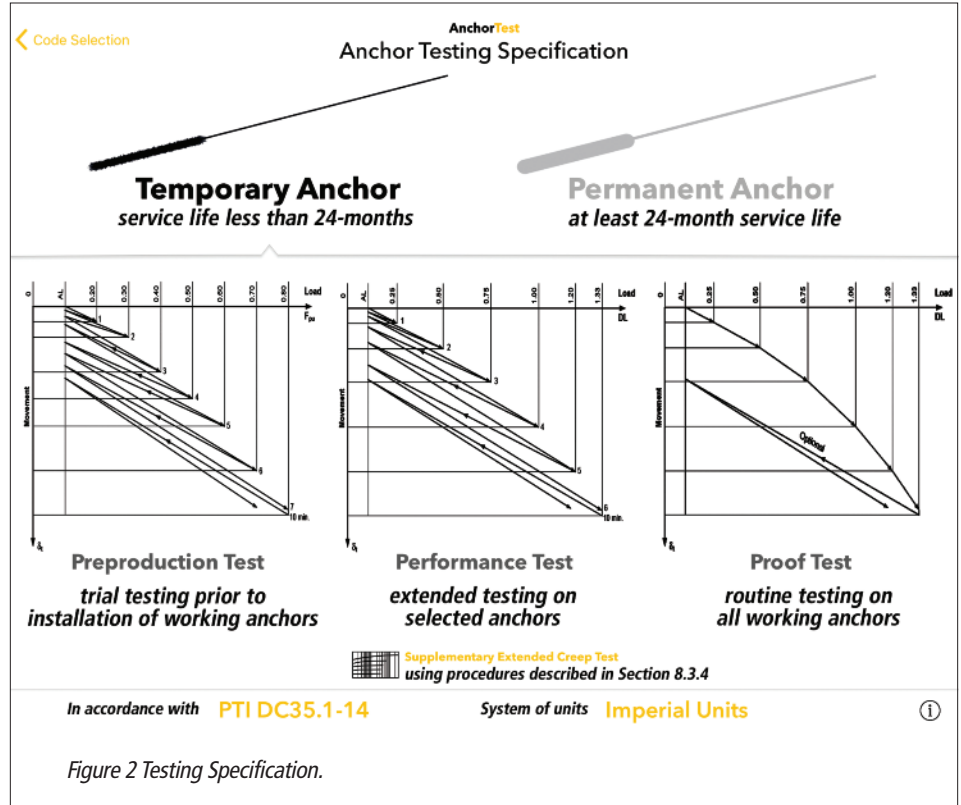 Code Selection
AnchorTest
Anchor Testing Specification
Temporary Anchor
service life less than 24-months
Permanent Anchor
at least 24-month service life
0 AL 0.20 0.30 0.40 0.50 0.60 0.70 0.80 Load
Fpu
1
2
3
4
5
6
7
10 min.
Movement
δt
0 AL 0.25 0.75 1.00 1.20 1.33 Load
DL
1
2
3
4
5
6
10 min.
Movement
δt
0 AL 0.25 0.50 0.75 1.00 1.20 1.33 Load
DL
Optional
Movement
δt
Preproduction Test
trial testing prior to
installation of working anchors
Performance Test
extended testing on
selected anchors
Proof Test
routine testing on
all working anchors
Supplementary Extended Creep Test
using procedures described in Section 8.3.4
In accordance with PTI DC35.1-14 System of units Imperial Units i
Figure 2 Testing Specification.